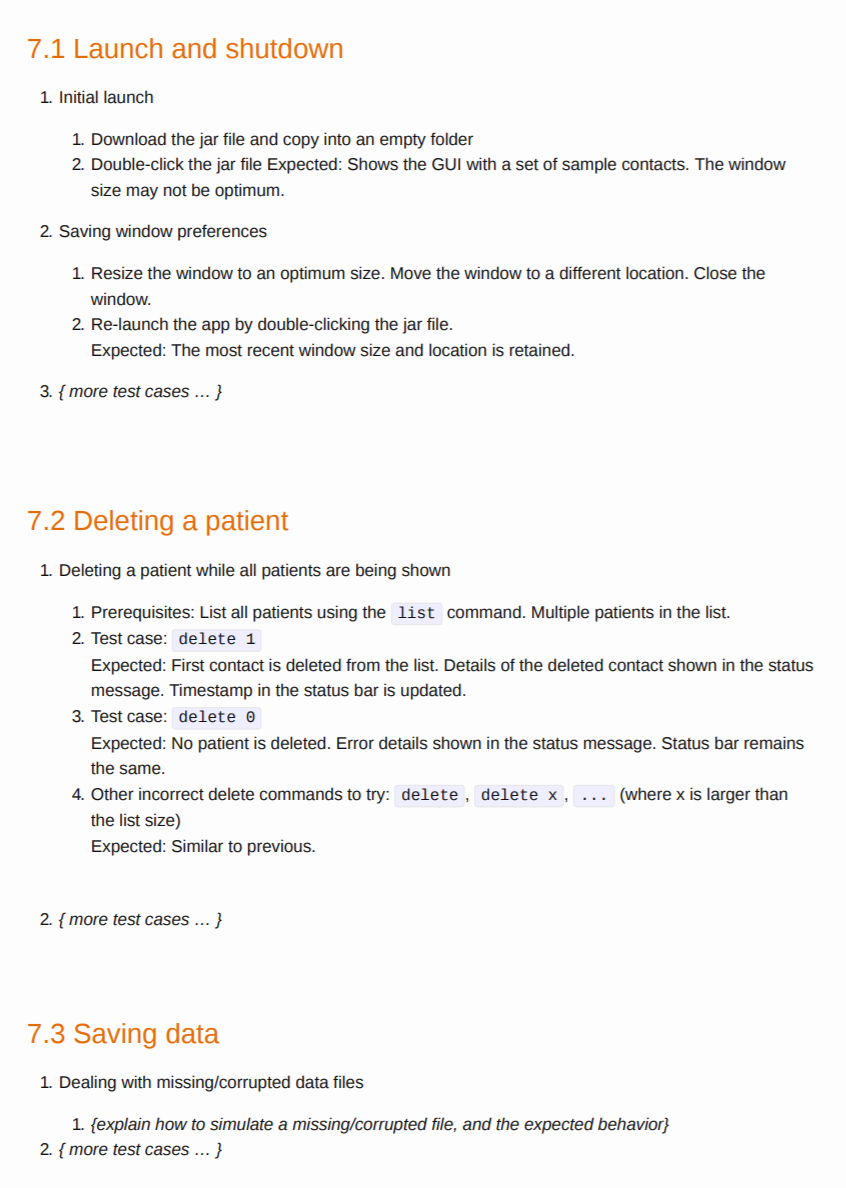 7.1 Launch and shutdown
1. Initial launch
1. Download the jar file and copy into an empty folder
2. Double-click the jar file Expected: Shows the GUI with a set of sample contacts. The window
size may not be optimum.
2. Saving window preferences
1. Resize the window to an optimum size. Move the window to a different location. Close the
window.
2. Re-launch the app by double-clicking the jar file.
Expected: The most recent window size and location is retained.
3. { more test cases … }
7.2 Deleting a patient
1. Deleting a patient while all patients are being shown
1. Prerequisites: List all patients using the list command. Multiple patients in the list.
2. Test case: delete 1
Expected: First contact is deleted from the list. Details of the deleted contact shown in the status
message. Timestamp in the status bar is updated.
3. Test case: delete 0
Expected: No patient is deleted. Error details shown in the status message. Status bar remains
the same.
4. Other incorrect delete commands to try: delete, delete x, ... (where x is larger than
the list size)
Expected: Similar to previous.
2. { more test cases … }
7.3 Saving data
1. Dealing with missing/corrupted data files
1. {explain how to simulate a missing/corrupted file, and the expected behavior}
2. { more test cases … }